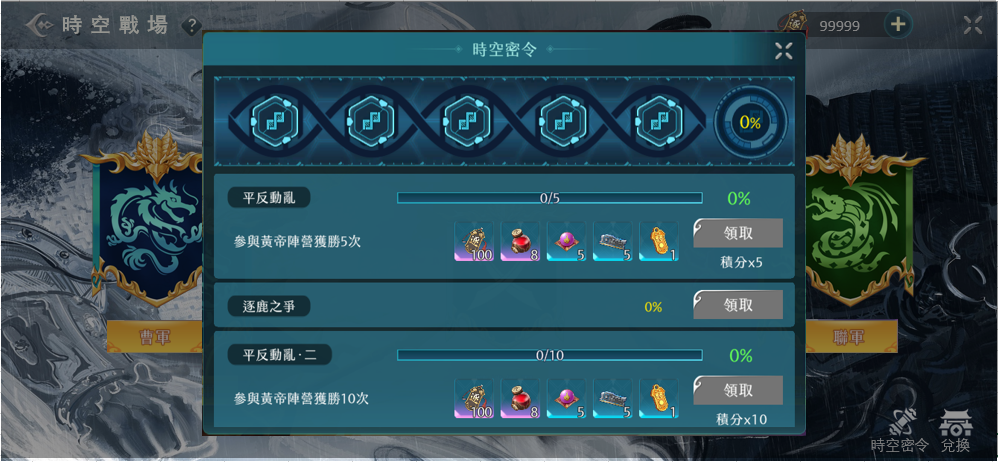 時空戰場
?
返
99999
+
時空密令
0%
平反動亂
0/5
0%
參與黃帝陣營獲勝5次
100
8
5
5
1
領取
積分x5
逐鹿之爭
0%
領取
平反動亂·二
0/10
0%
參與黃帝陣營獲勝10次
100
8
5
5
1
領取
積分x10
曹軍
聯軍
時空密令
兌換